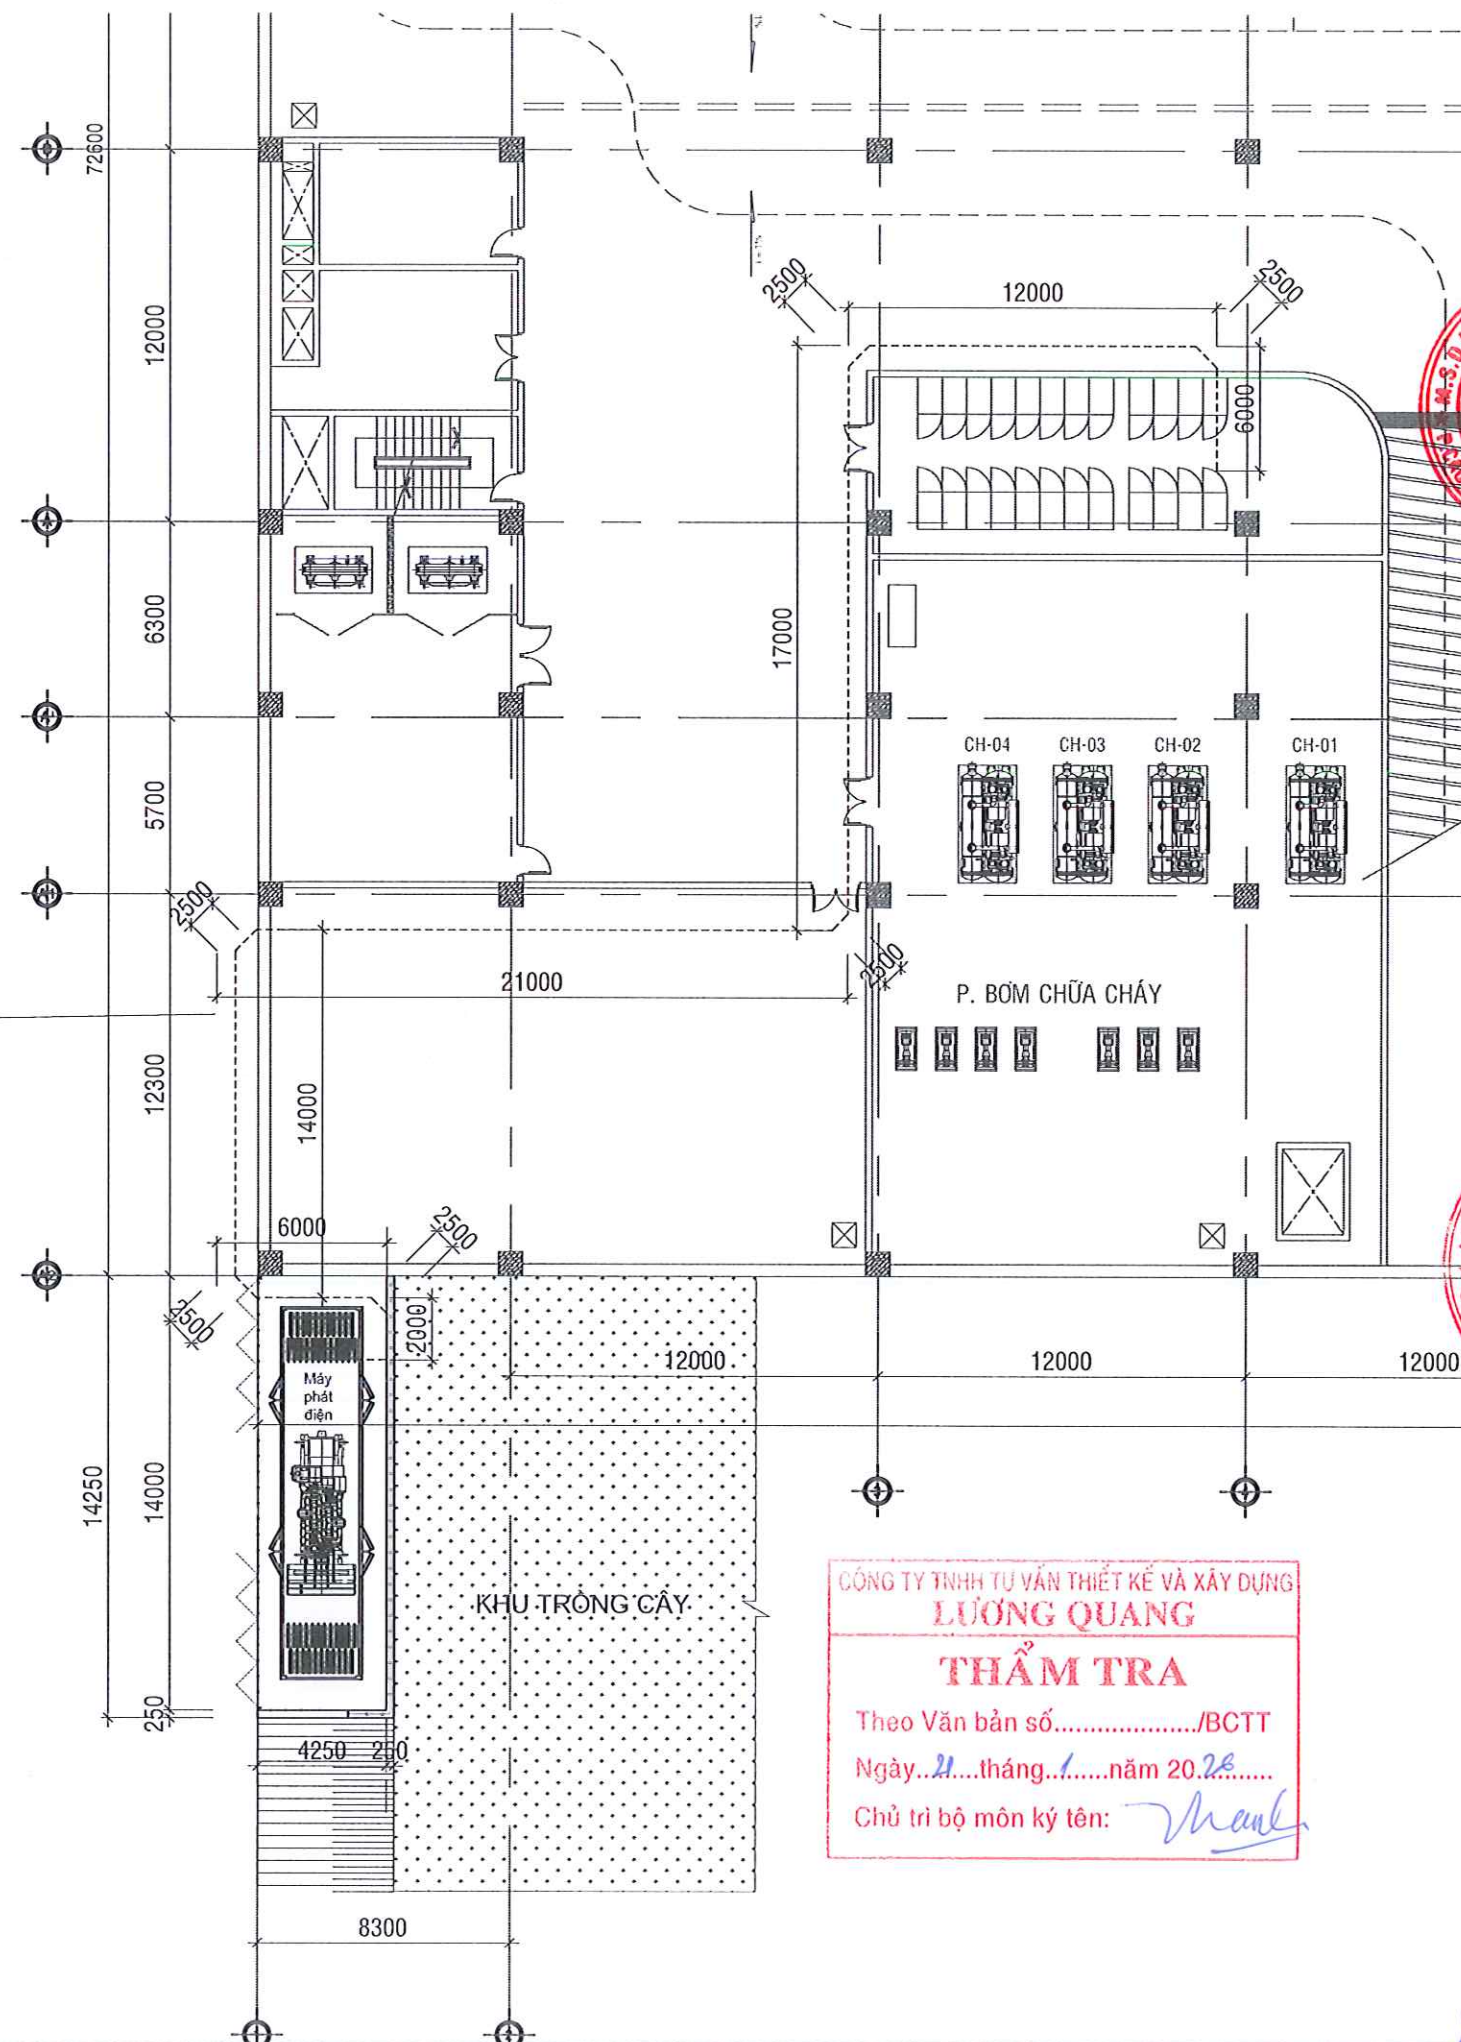 72600
2500
12000
2500
12000
6000
6300
17000
CH-04
CH-03
CH-02
CH-01
5700
2500
21000
2500
P. BƠM CHỮA CHÁY
12300
14000
6000
2500
2500
2000
12000
12000
12000
Máy
phát
điện
14250
14000
KHU TRỒNG CÂY
250
4250
8300
CÔNG TY TNHH TƯ VẤN THIẾT KẾ VÀ XÂY DỰNG
LƯƠNG QUANG
THẨM TRA
Theo Văn bản số...................../BCTT
Ngày..21....tháng..1......năm 20.26.........
Chủ trì bộ môn ký tên:
M.S.D